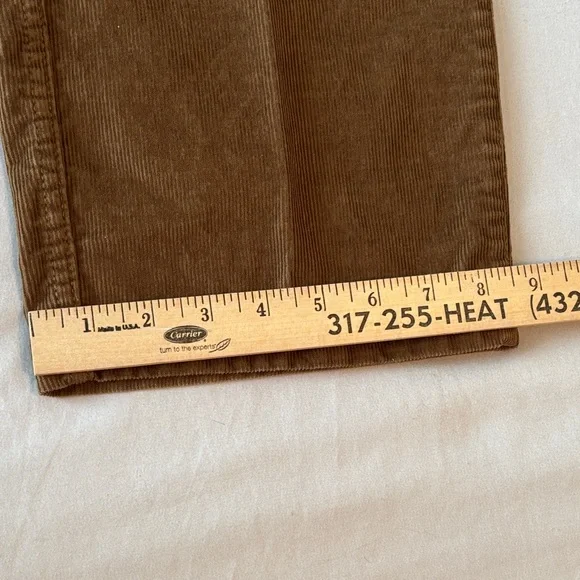 1 Made in U.S.A. 2 3 4 5 6 7 8 9
Carrier 317-255-HEAT (432
turn to the experts